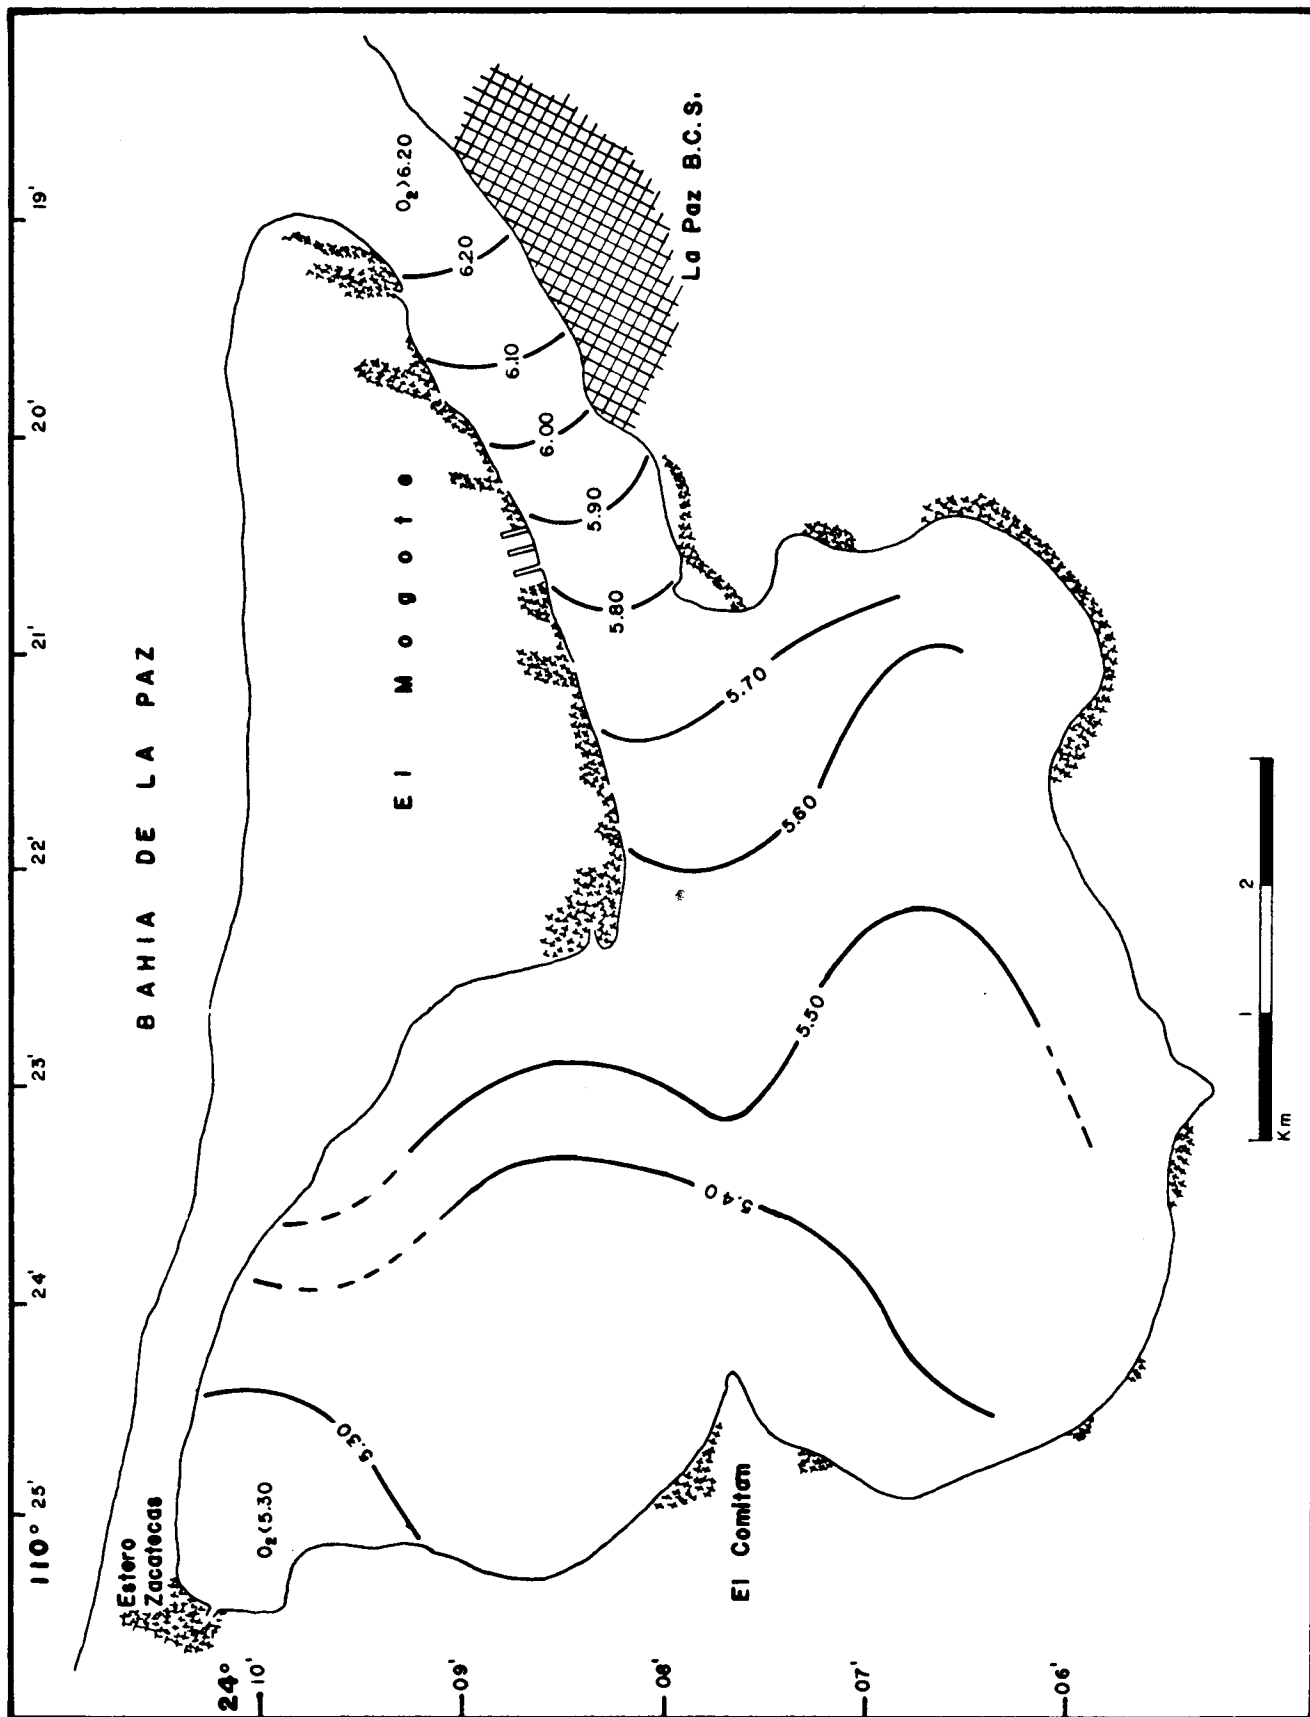 110° 25'
24'
23'
22'
21'
20'
19'
24°
10'
09'
08'
07'
06'
BAHIA DE LA PAZ
El Mogote
Estero
Zacatecas
La Paz B.C.S.
El Comitan
O₂<5.30
5.30
5.40
5.50
5.60
5.70
5.80
5.90
6.00
6.10
6.20
O₂>6.20
Km
1
2